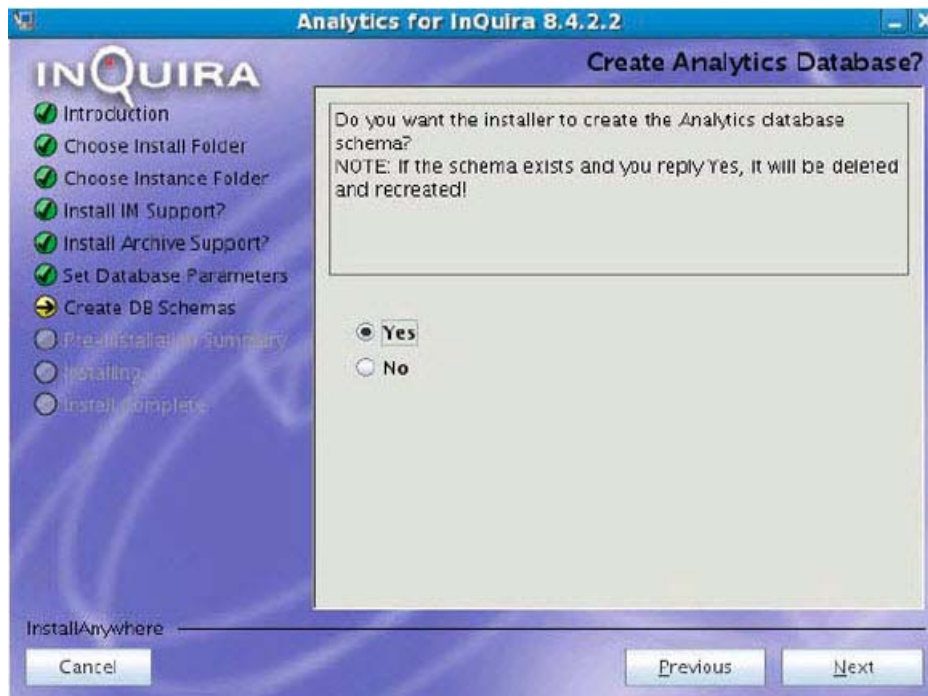 Analytics for InQuira 8.4.2.2
INQUIRA
Create Analytics Database?
Introduction
Choose Install Folder
Choose Instance Folder
Install IM Support?
Install Archive Support?
Set Database Parameters
Create DB Schemas
Pre-Installation Summary
Installing...
Install Complete
Do you want the installer to create the Analytics database
schema?
NOTE: If the schema exists and you reply Yes, it will be deleted
and recreated!
Yes
No
InstallAnywhere
Cancel
Previous
Next